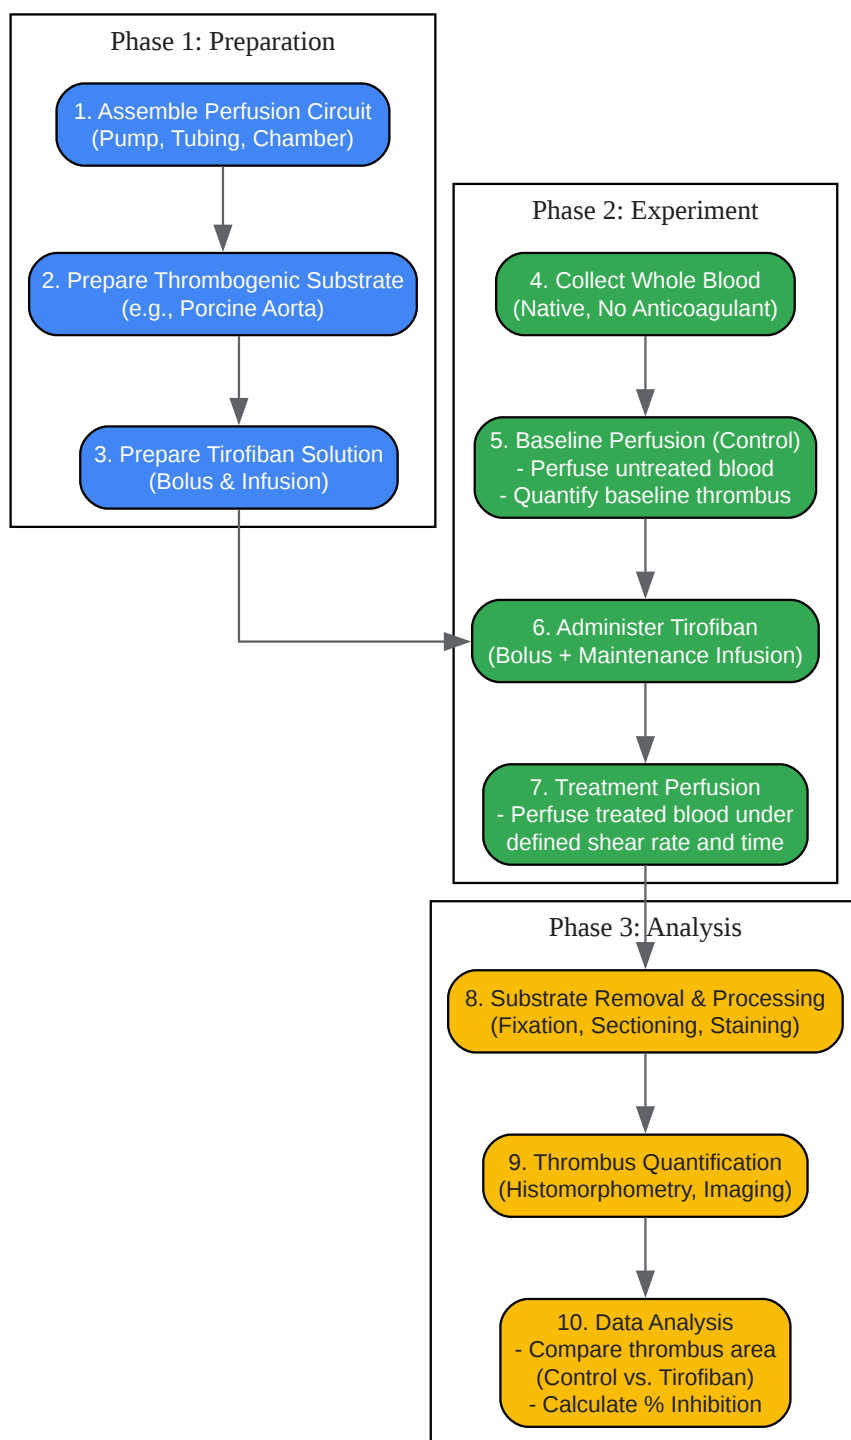 Phase 1: Preparation
1. Assemble Perfusion Circuit
(Pump, Tubing, Chamber)
2. Prepare Thrombogenic Substrate
(e.g., Porcine Aorta)
3. Prepare Tirofiban Solution
(Bolus & Infusion)
Phase 2: Experiment
4. Collect Whole Blood
(Native, No Anticoagulant)
5. Baseline Perfusion (Control)
- Perfuse untreated blood
- Quantify baseline thrombus
6. Administer Tirofiban
(Bolus + Maintenance Infusion)
7. Treatment Perfusion
- Perfuse treated blood under
defined shear rate and time
Phase 3: Analysis
8. Substrate Removal & Processing
(Fixation, Sectioning, Staining)
9. Thrombus Quantification
(Histomorphometry, Imaging)
10. Data Analysis
- Compare thrombus area
(Control vs. Tirofiban)
- Calculate % Inhibition